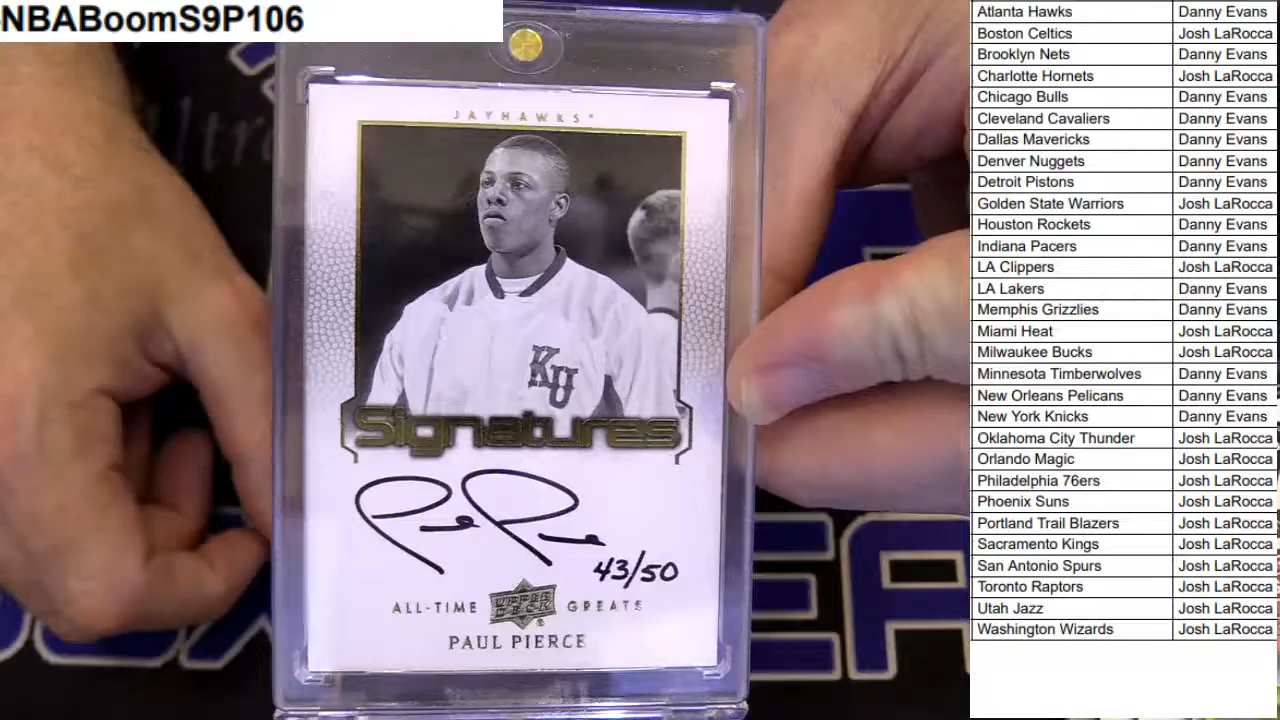 NBABoomS9P106
JAYHAWKS
KU
Signatures
43/50
ALL-TIME UPPER DECK GREATS
PAUL PIERCE
Atlanta Hawks Danny Evans
Boston Celtics Josh LaRocca
Brooklyn Nets Danny Evans
Charlotte Hornets Josh LaRocca
Chicago Bulls Danny Evans
Cleveland Cavaliers Danny Evans
Dallas Mavericks Danny Evans
Denver Nuggets Danny Evans
Detroit Pistons Danny Evans
Golden State Warriors Josh LaRocca
Houston Rockets Danny Evans
Indiana Pacers Danny Evans
LA Clippers Josh LaRocca
LA Lakers Danny Evans
Memphis Grizzlies Danny Evans
Miami Heat Josh LaRocca
Milwaukee Bucks Josh LaRocca
Minnesota Timberwolves Danny Evans
New Orleans Pelicans Danny Evans
New York Knicks Danny Evans
Oklahoma City Thunder Josh LaRocca
Orlando Magic Josh LaRocca
Philadelphia 76ers Josh LaRocca
Phoenix Suns Josh LaRocca
Portland Trail Blazers Josh LaRocca
Sacramento Kings Josh LaRocca
San Antonio Spurs Josh LaRocca
Toronto Raptors Josh LaRocca
Utah Jazz Josh LaRocca
Washington Wizards Josh LaRocca